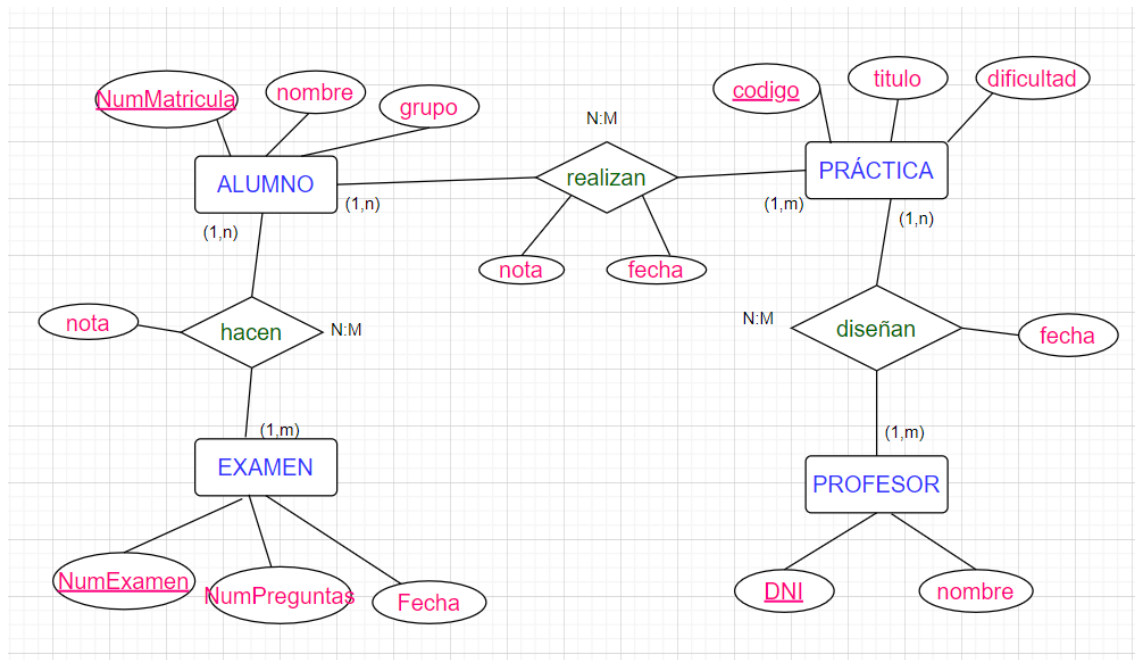 NumMatricula
nombre
grupo
codigo
titulo
dificultad
N:M
ALUMNO
realizan
PRÁCTICA
(1,n)
(1,n)
(1,m)
(1,n)
nota
fecha
nota
hacen
N:M
N:M
diseñan
fecha
(1,m)
(1,m)
EXAMEN
PROFESOR
NumExamen
NumPreguntas
Fecha
DNI
nombre